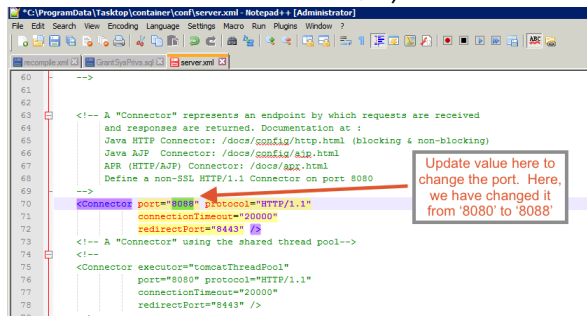 *C:\ProgramData\Tasktop\container\conf\server.xml - Notepad++ [Administrator]
File Edit Search View Encoding Language Settings Macro Run Plugins Window ?
recompile.xml GrantSysPrivs.sql server.xml
60 -->
61
62
63 <!-- A "Connector" represents an endpoint by which requests are received
64 and responses are returned. Documentation at :
65 Java HTTP Connector: /docs/config/http.html (blocking & non-blocking)
66 Java AJP Connector: /docs/config/ajp.html
67 APR (HTTP/AJP) Connector: /docs/apr.html
68 Define a non-SSL HTTP/1.1 Connector on port 8080
69 -->
70 <Connector port="8088" protocol="HTTP/1.1"
71 connectionTimeout="20000"
72 redirectPort="8443" />
73 <!-- A "Connector" using the shared thread pool-->
74 <!--
75 <Connector executor="tomcatThreadPool"
76 port="8080" protocol="HTTP/1.1"
77 connectionTimeout="20000"
78 redirectPort="8443" />
Update value here to
change the port. Here,
we have changed it
from '8080' to '8088'